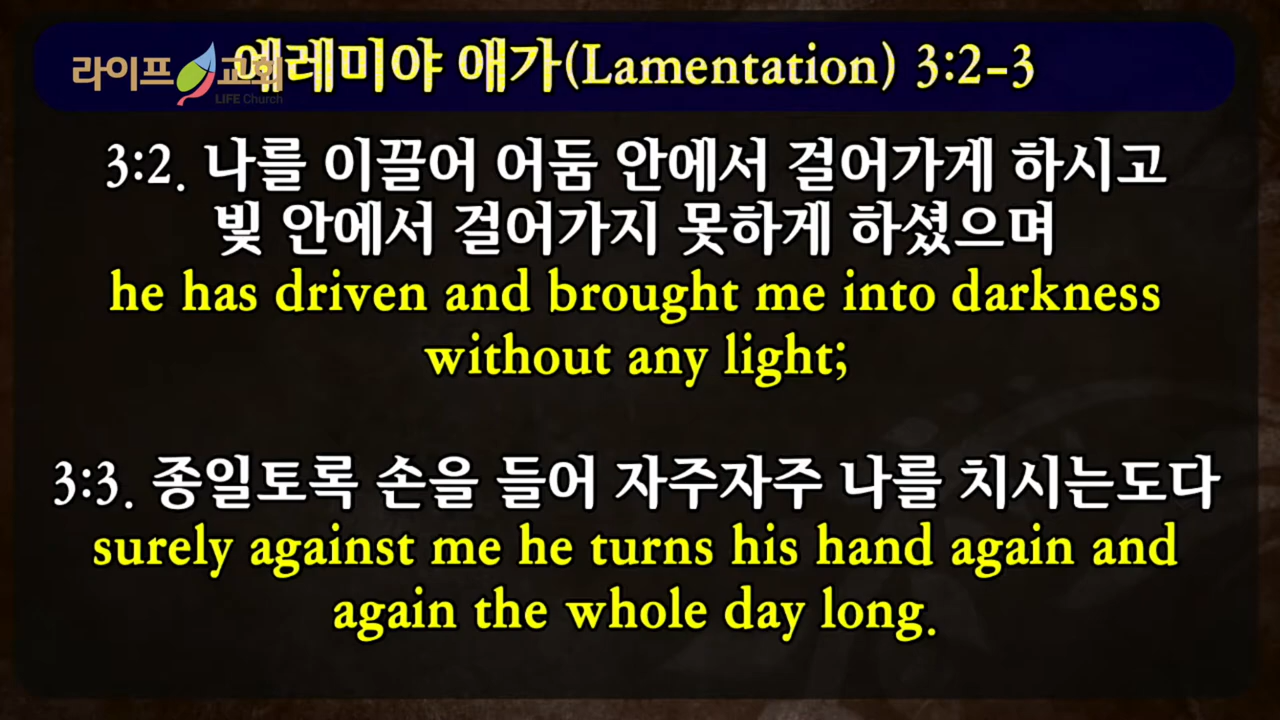 라이프 교회
LIFE Church
예레미야 애가(Lamentation) 3:2-3
3:2. 나를 이끌어 어둠 안에서 걸어가게 하시고
빛 안에서 걸어가지 못하게 하셨으며
he has driven and brought me into darkness
without any light;
3:3. 종일토록 손을 들어 자주자주 나를 치시는도다
surely against me he turns his hand again and
again the whole day long.